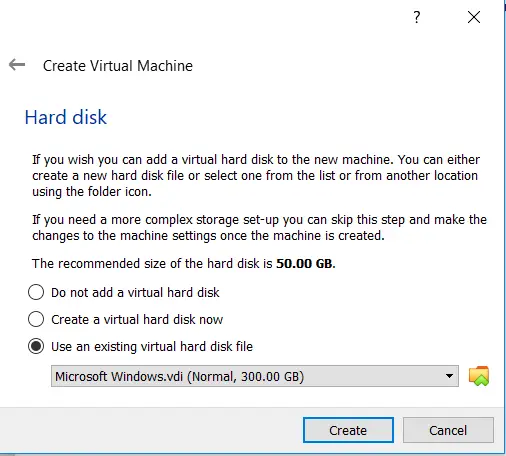 ?
Create Virtual Machine
Hard disk
If you wish you can add a virtual hard disk to the new machine. You can either
create a new hard disk file or select one from the list or from another location
using the folder icon.
If you need a more complex storage set-up you can skip this step and make the
changes to the machine settings once the machine is created.
The recommended size of the hard disk is 50.00 GB.
Do not add a virtual hard disk
Create a virtual hard disk now
Use an existing virtual hard disk file
Microsoft Windows.vdi (Normal, 300.00 GB)
Create Cancel